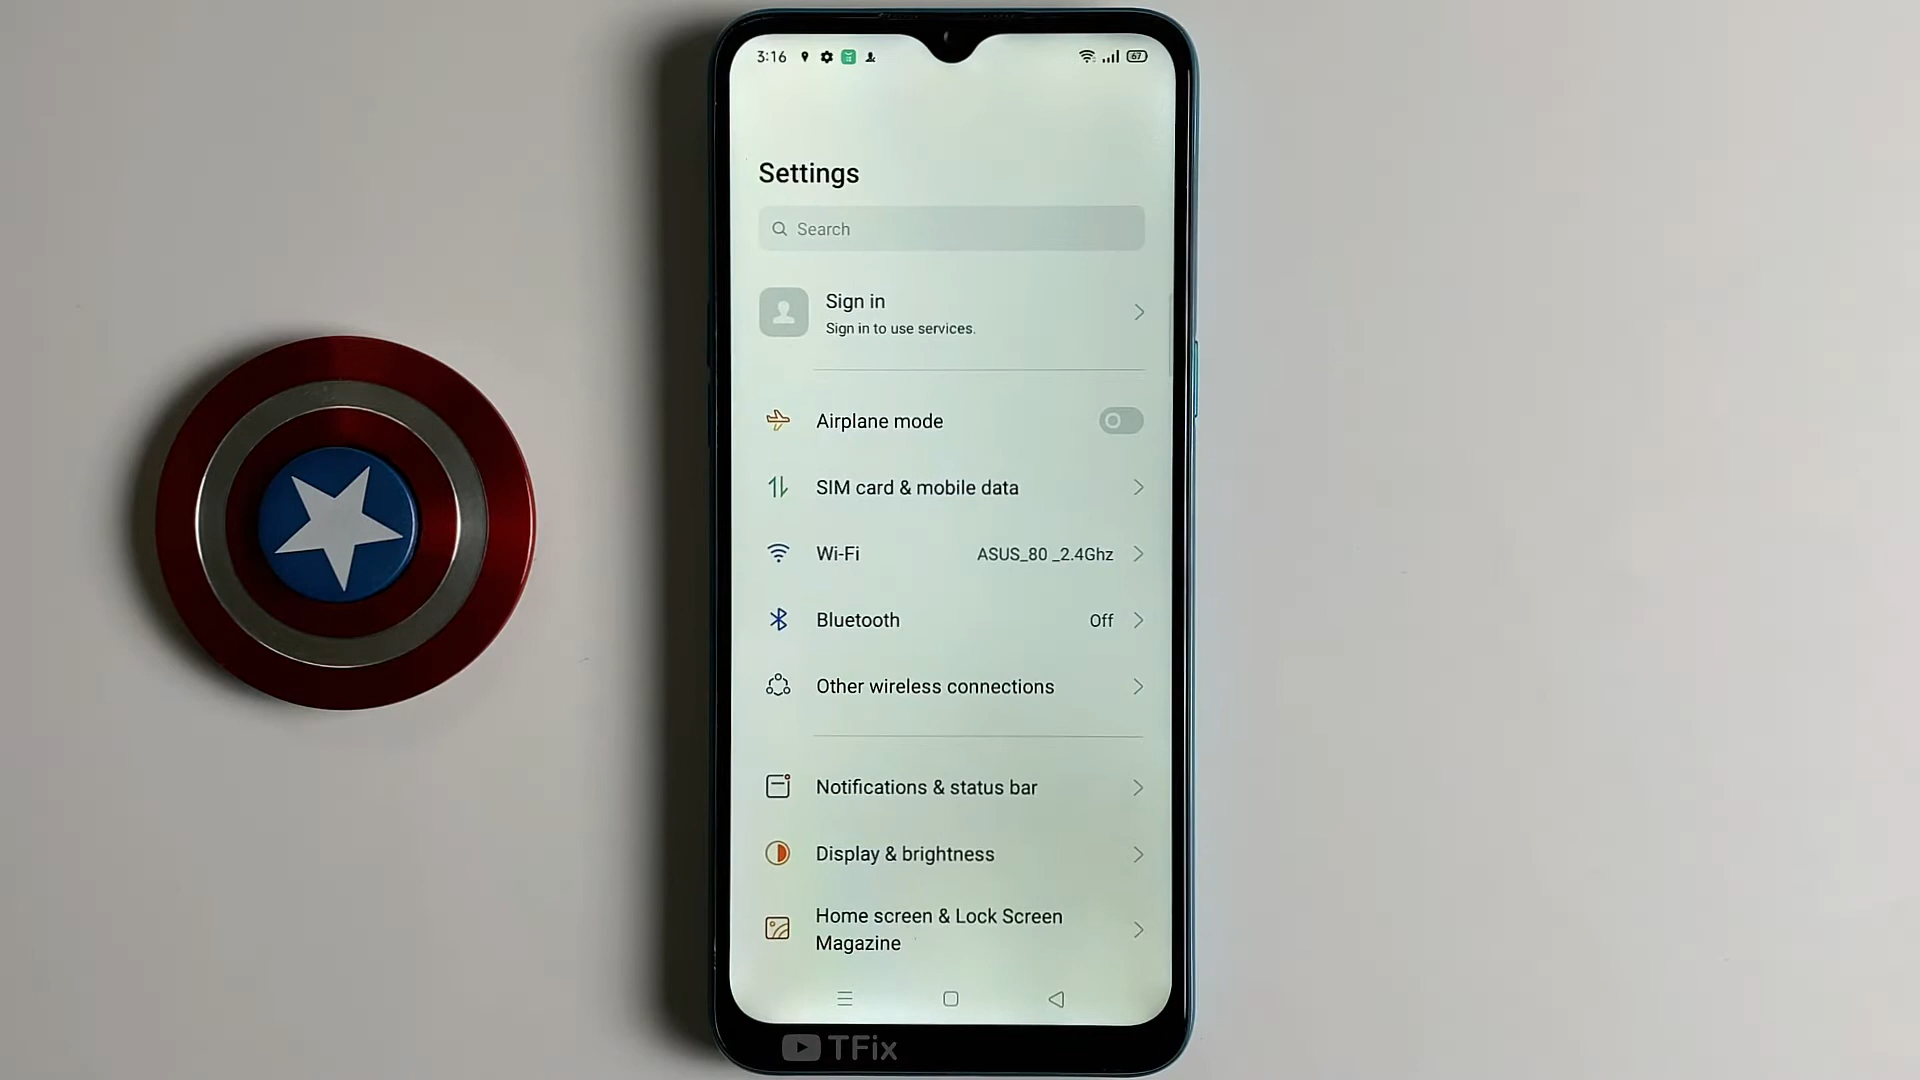 3:16
67
Settings
Search
Sign in
Sign in to use services.
Airplane mode
SIM card & mobile data
Wi-Fi ASUS_80 _2.4Ghz
Bluetooth Off
Other wireless connections
Notifications & status bar
Display & brightness
Home screen & Lock Screen
Magazine
TFix